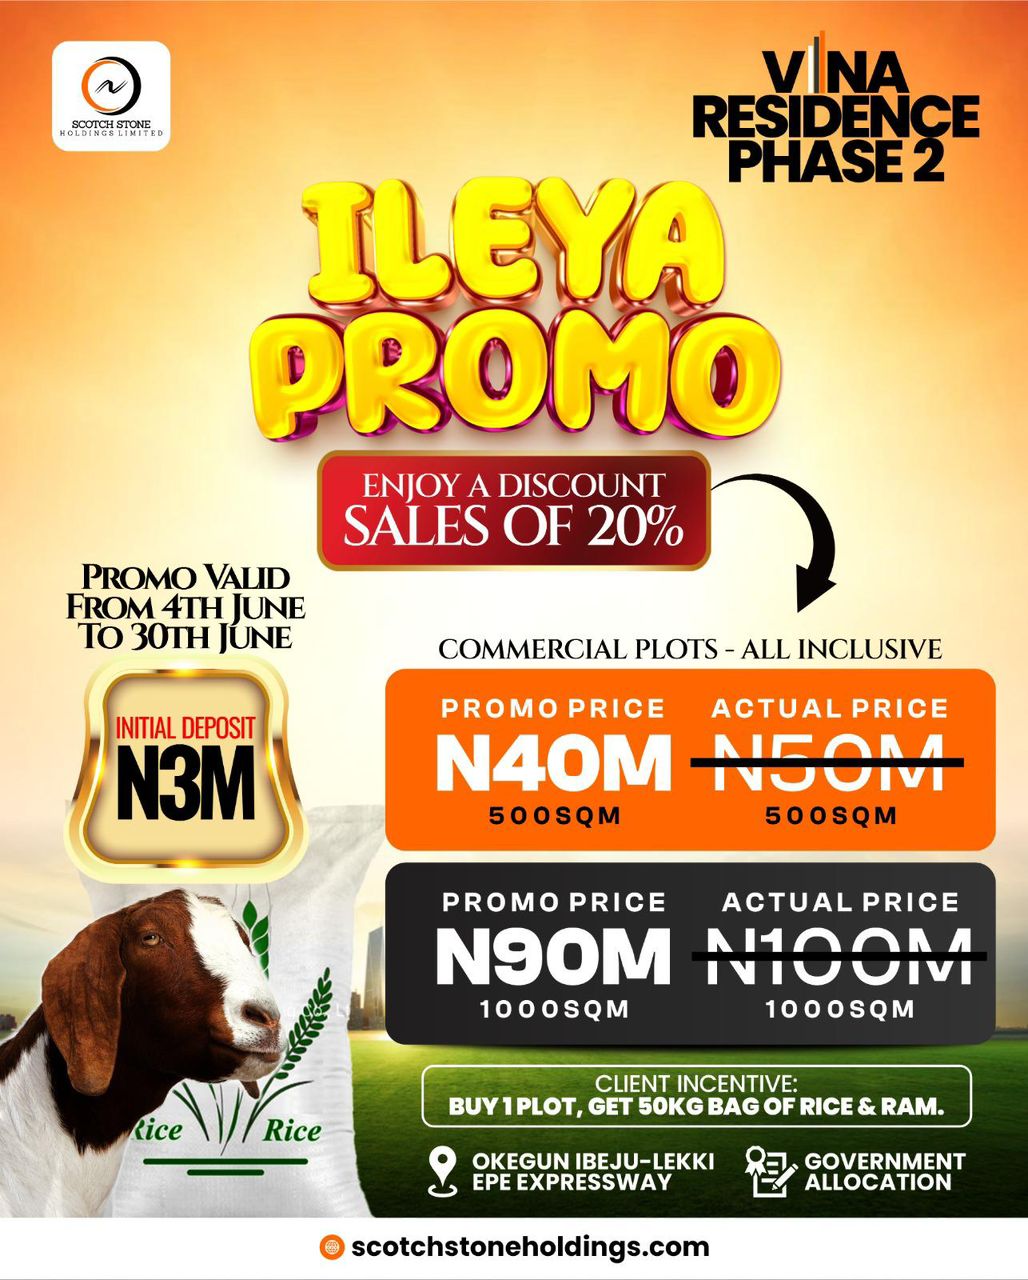 SCOTCH STONE
HOLDINGS LIMITED
VINA
RESIDENCE
PHASE 2
ILEYA
PROMO
ENJOY A DISCOUNT
SALES OF 20%
PROMO VALID
FROM 4TH JUNE
TO 30TH JUNE
INITIAL DEPOSIT
N3M
COMMERCIAL PLOTS - ALL INCLUSIVE
PROMO PRICE ACTUAL PRICE
N40M N50M
500SQM 500SQM
PROMO PRICE ACTUAL PRICE
N90M N100M
1000SQM 1000SQM
CLIENT INCENTIVE:
BUY 1 PLOT, GET 50KG BAG OF RICE & RAM.
Rice Rice
OKEGUN IBEJU-LEKKI
EPE EXPRESSWAY
GOVERNMENT
ALLOCATION
scotchstoneholdings.com